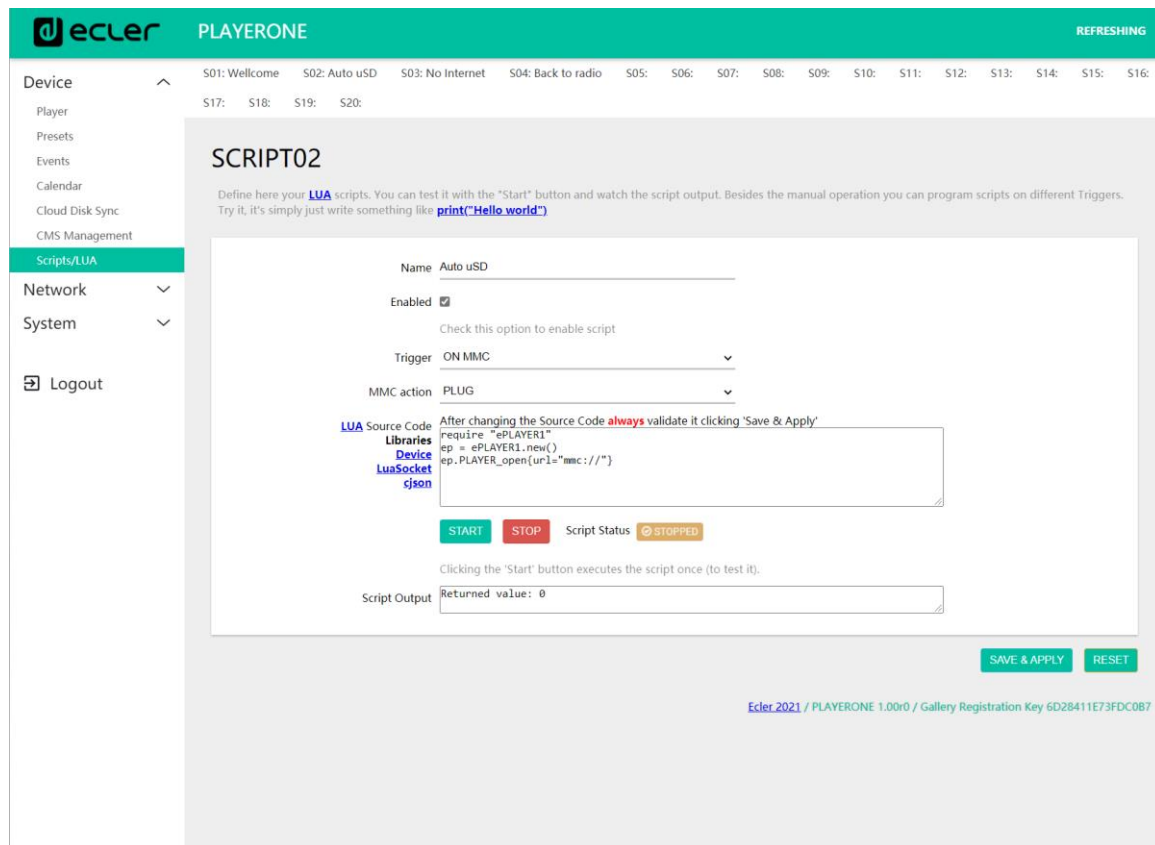 ecler PLAYERONE REFRESHING
Device
Player
Presets
Events
Calendar
Cloud Disk Sync
CMS Management
Scripts/LUA
Network
System
Logout
S01: Wellcome S02: Auto uSD S03: No Internet S04: Back to radio S05: S06: S07: S08: S09: S10: S11: S12: S13: S14: S15: S16:
S17: S18: S19: S20:
SCRIPT02
Define here your LUA scripts. You can test it with the "Start" button and watch the script output. Besides the manual operation you can program scripts on different Triggers.
Try it, it's simply just write something like print("Hello world")
Name Auto uSD
Enabled
Check this option to enable script
Trigger ON MMC
MMC action PLUG
LUA Source Code
Libraries
Device
LuaSocket
cjson
After changing the Source Code always validate it clicking 'Save & Apply'
require "ePLAYER1"
ep = ePLAYER1.new()
ep.PLAYER_open{url="mmc://"}
START STOP Script Status STOPPED
Clicking the 'Start' button executes the script once (to test it).
Script Output Returned value: 0
SAVE & APPLY RESET
Ecler 2021 / PLAYERONE 1.00r0 / Gallery Registration Key 6D28411E73FDC0B7